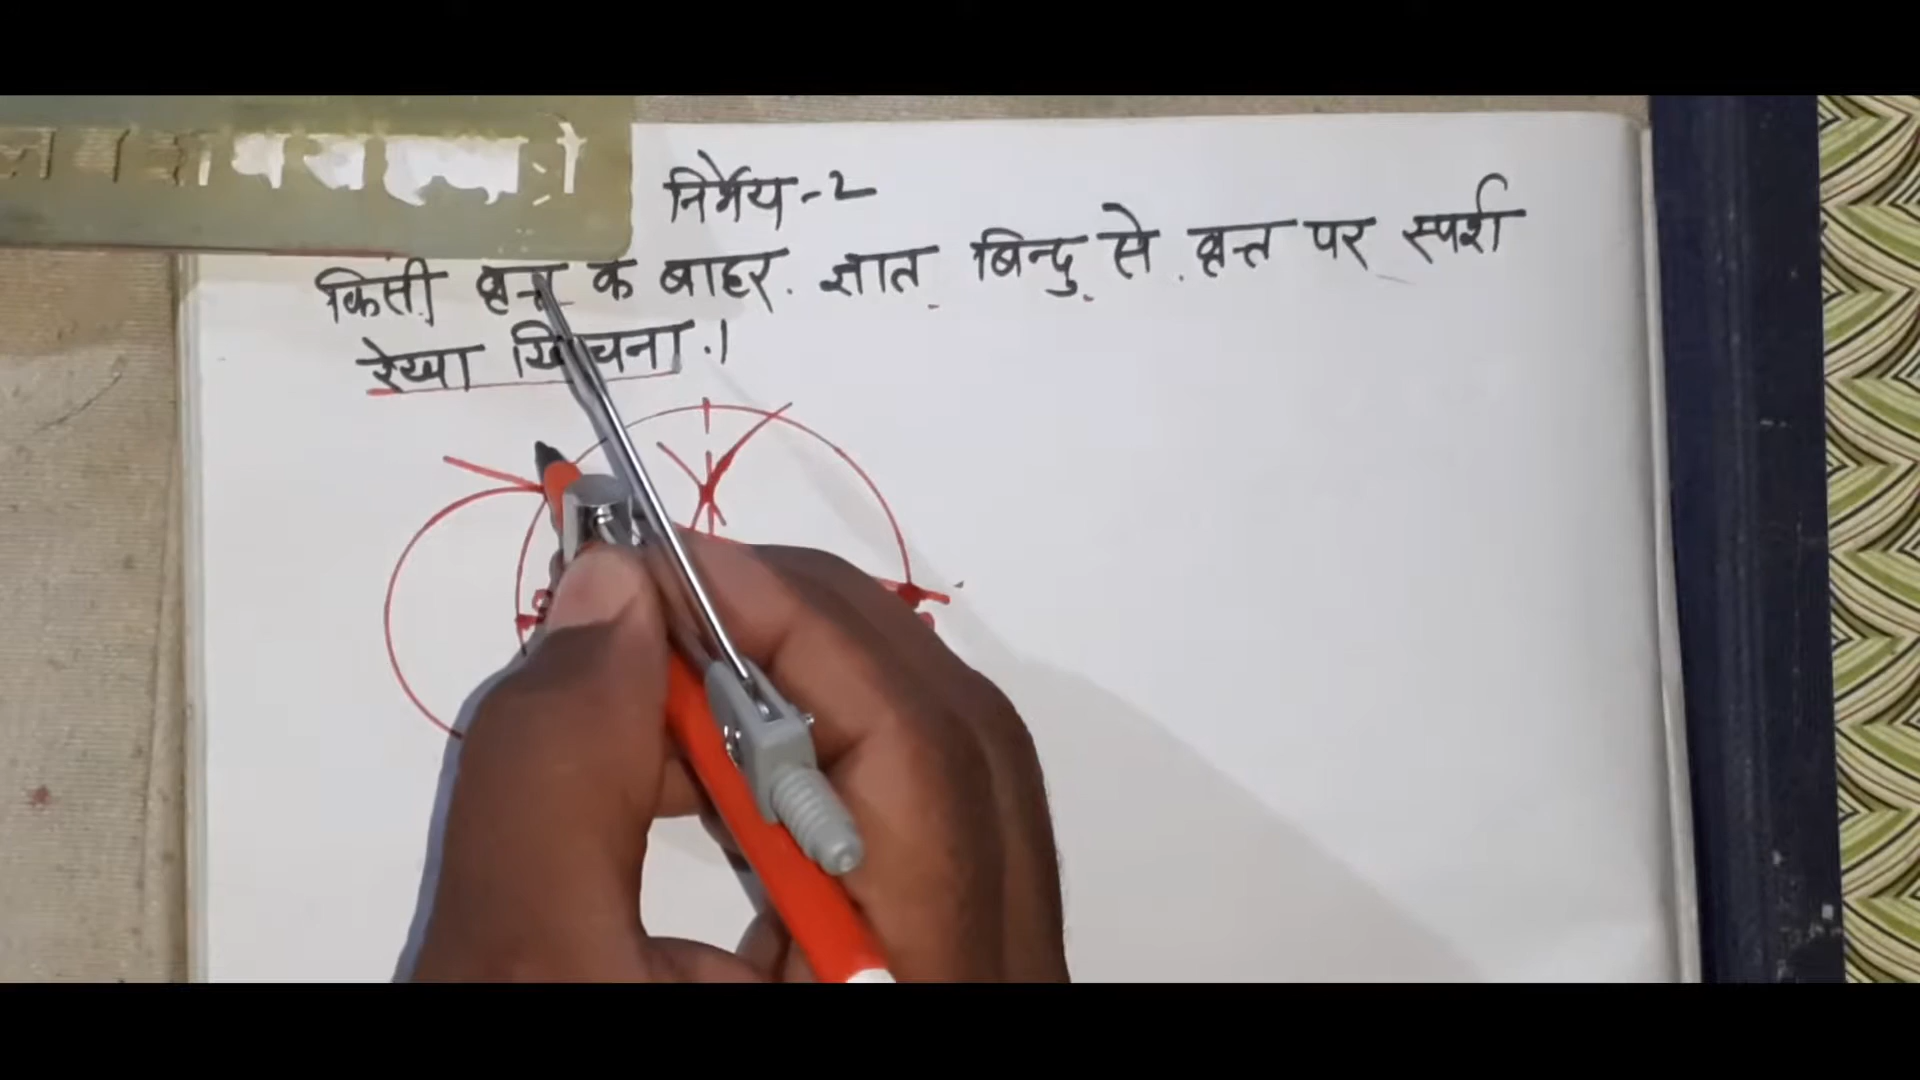 निर्मेय-2
किसी वृत्त के बाहर. ज्ञात बिन्दु से वृत्त पर स्पर्श
रेखा खिंचना.।